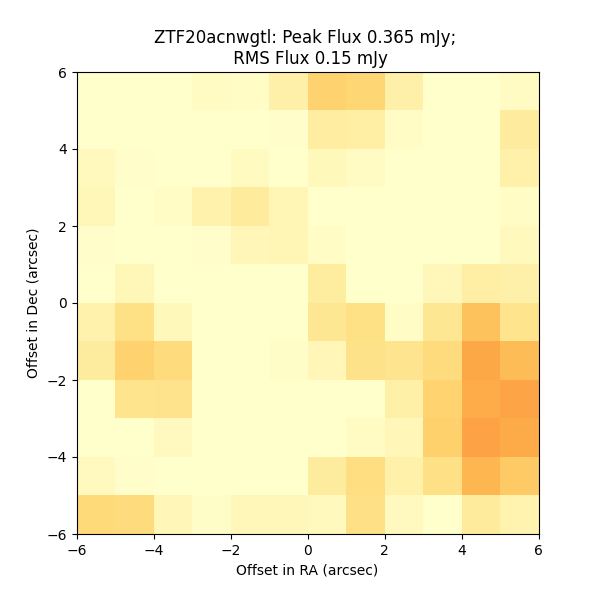 ZTF20acnwgtl: Peak Flux 0.365 mJy;
RMS Flux 0.15 mJy
6
4
2
0
−2
−4
−6
Offset in Dec (arcsec)
−6 −4 −2 0 2 4 6
Offset in RA (arcsec)